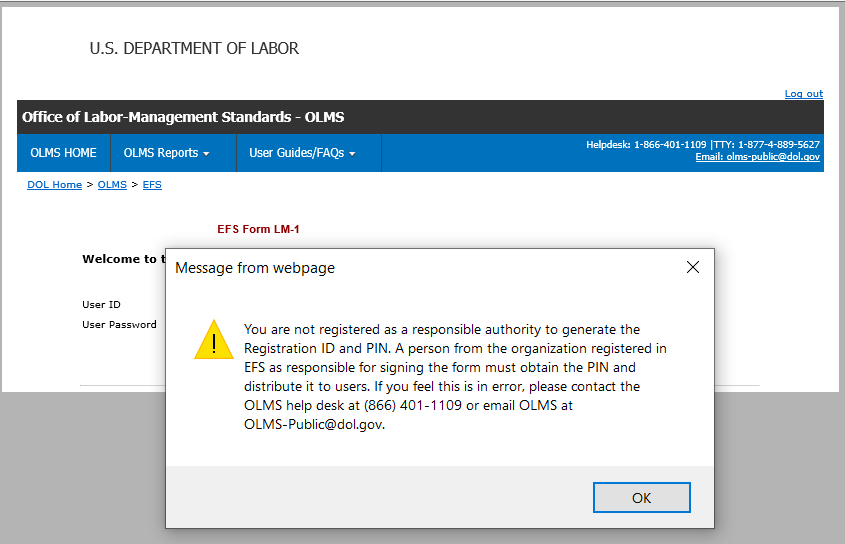 U.S. DEPARTMENT OF LABOR
Log out
Office of Labor-Management Standards - OLMS
OLMS HOME
OLMS Reports
User Guides/FAQs
Helpdesk: 1-866-401-1109 |TTY: 1-877-4-889-5627
Email: olms-public@dol.gov
DOL Home > OLMS > EFS
EFS Form LM-1
Welcome to t
User ID
User Password
Message from webpage
You are not registered as a responsible authority to generate the
Registration ID and PIN. A person from the organization registered in
EFS as responsible for signing the form must obtain the PIN and
distribute it to users. If you feel this is in error, please contact the
OLMS help desk at (866) 401-1109 or email OLMS at
OLMS-Public@dol.gov.
OK